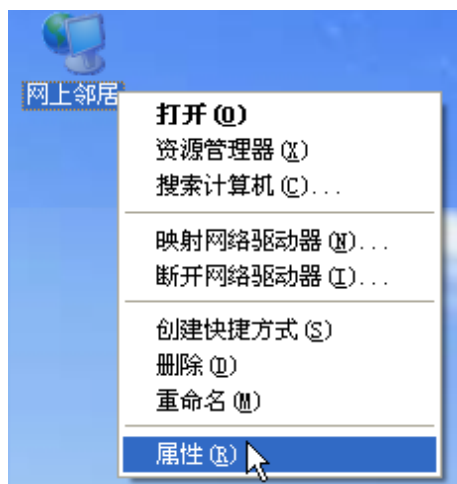 网上邻居
打开(O)
资源管理器(X)
搜索计算机(C)...
映射网络驱动器(N)...
断开网络驱动器(I)...
创建快捷方式(S)
删除(D)
重命名(M)
属性(R)